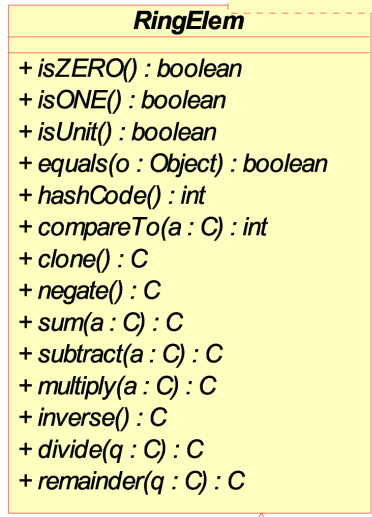 RingElem
+ isZERO() : boolean
+ isONE() : boolean
+ isUnit() : boolean
+ equals(o : Object) : boolean
+ hashCode() : int
+ compareTo(a : C) : int
+ clone() : C
+ negate() : C
+ sum(a : C) : C
+ subtract(a : C) : C
+ multiply(a : C) : C
+ inverse() : C
+ divide(q : C) : C
+ remainder(q : C) : C